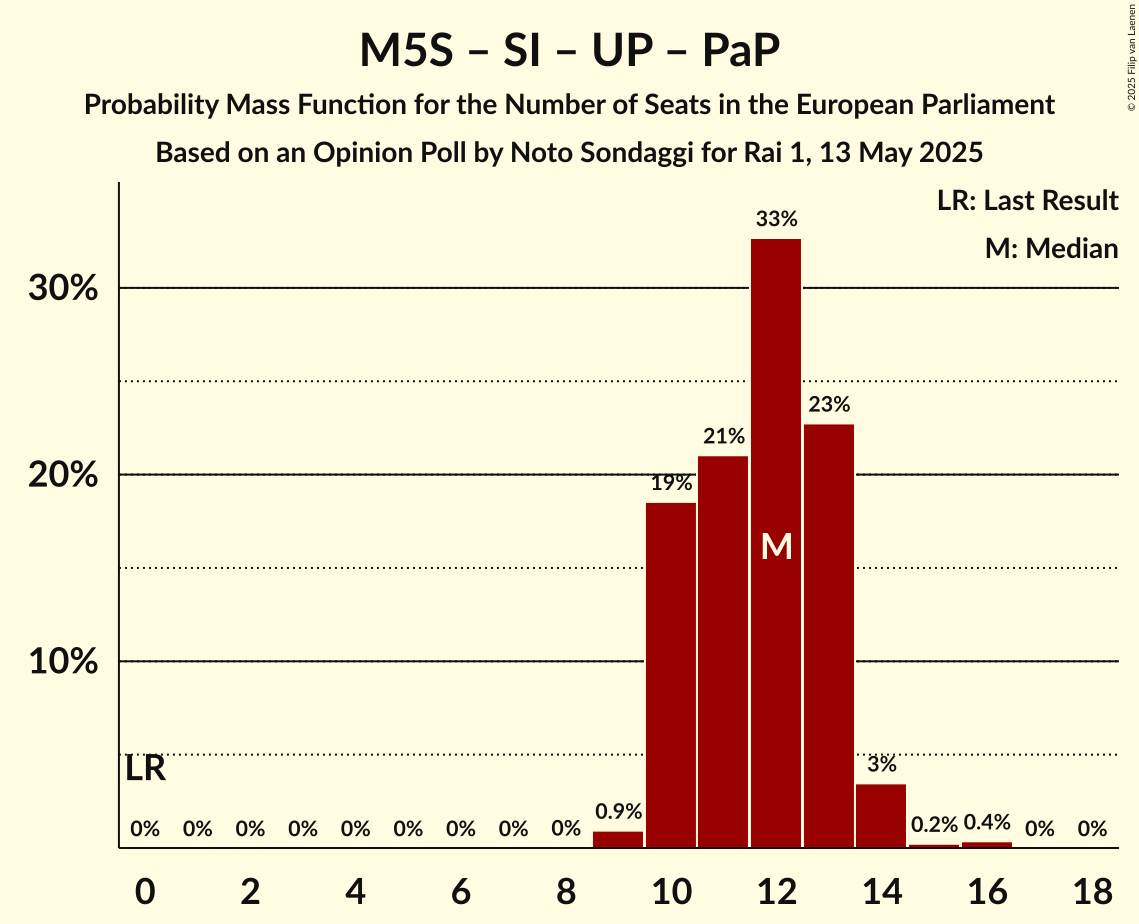 M5S – SI – UP – PaP
Probability Mass Function for the Number of Seats in the European Parliament
Based on an Opinion Poll by Noto Sondaggi for Rai 1, 13 May 2025
© 2025 Filip van Laenen
LR: Last Result
M: Median
30%
20%
10%
LR
M
0%
0%
0%
0%
0%
0%
0%
0%
0%
0.9%
19%
21%
33%
23%
3%
0.2%
0.4%
0%
0%
0 2 4 6 8 10 12 14 16 18